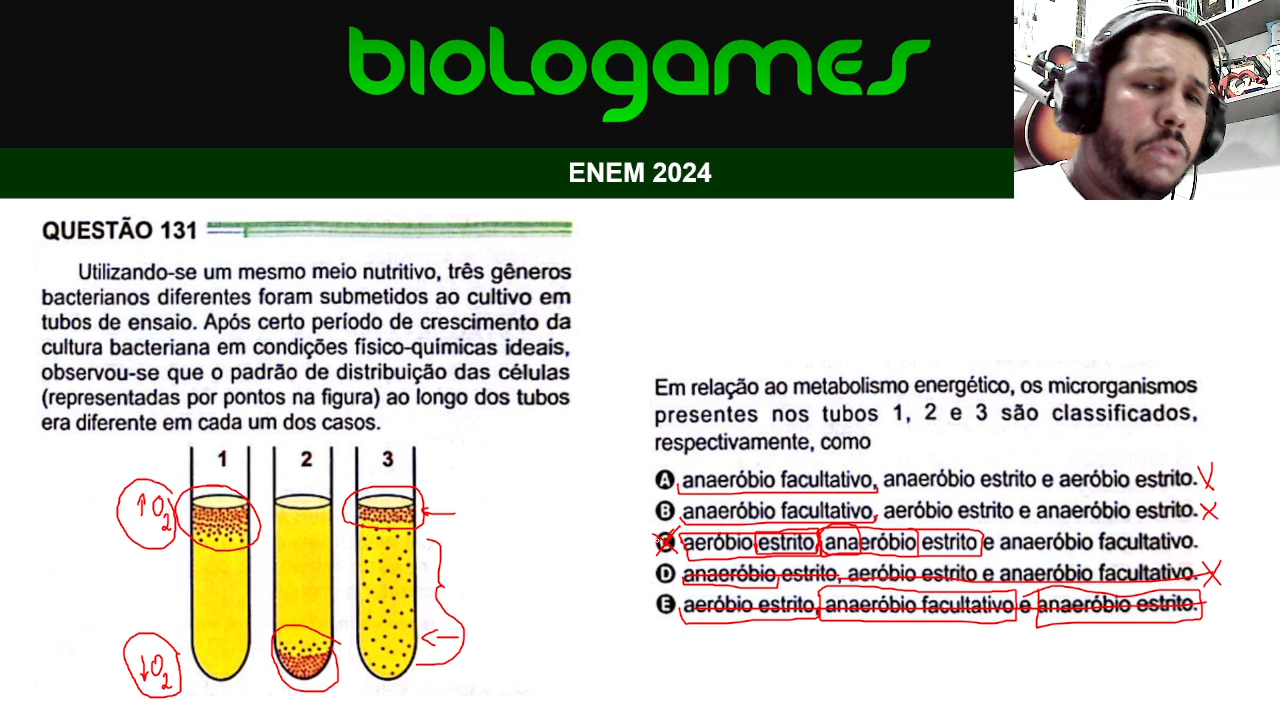 biologames
ENEM 2024
QUESTÃO 131
Utilizando-se um mesmo meio nutritivo, três gêneros
bacterianos diferentes foram submetidos ao cultivo em
tubos de ensaio. Após certo período de crescimento da
cultura bacteriana em condições físico-químicas ideais,
observou-se que o padrão de distribuição das células
(representadas por pontos na figura) ao longo dos tubos
era diferente em cada um dos casos.
1 2 3
↑O2
↓O2
Em relação ao metabolismo energético, os microrganismos
presentes nos tubos 1, 2 e 3 são classificados,
respectivamente, como
A anaeróbio facultativo, anaeróbio estrito e aeróbio estrito. X
B anaeróbio facultativo, aeróbio estrito e anaeróbio estrito. X
C aeróbio estrito, anaeróbio estrito e anaeróbio facultativo.
D anaeróbio estrito, aeróbio estrito e anaeróbio facultativo. X
E aeróbio estrito, anaeróbio facultativo e anaeróbio estrito.